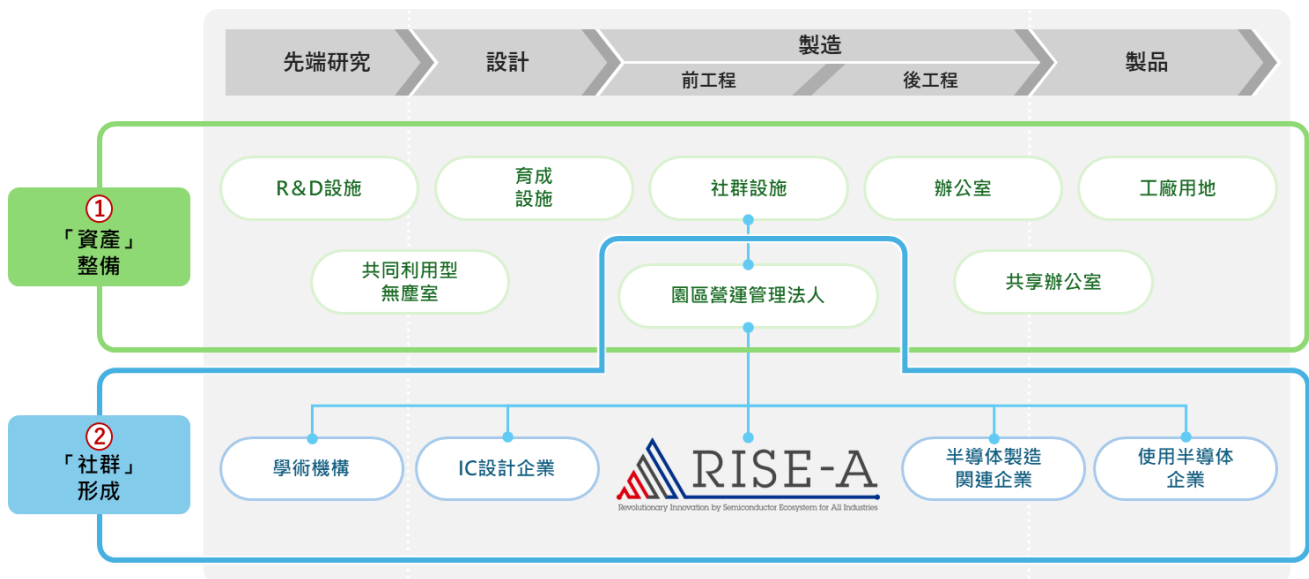 先端研究
設計
製造
前工程
後工程
製品
①
「資產」
整備
R&D設施
育成
設施
社群設施
辦公室
工廠用地
共同利用型
無塵室
園區營運管理法人
共享辦公室
②
「社群」
形成
學術機構
IC設計企業
RISE-A
Revolutionary Innovation by Semiconductor Ecosystem for All Industries
半導体製造
関連企業
使用半導体
企業